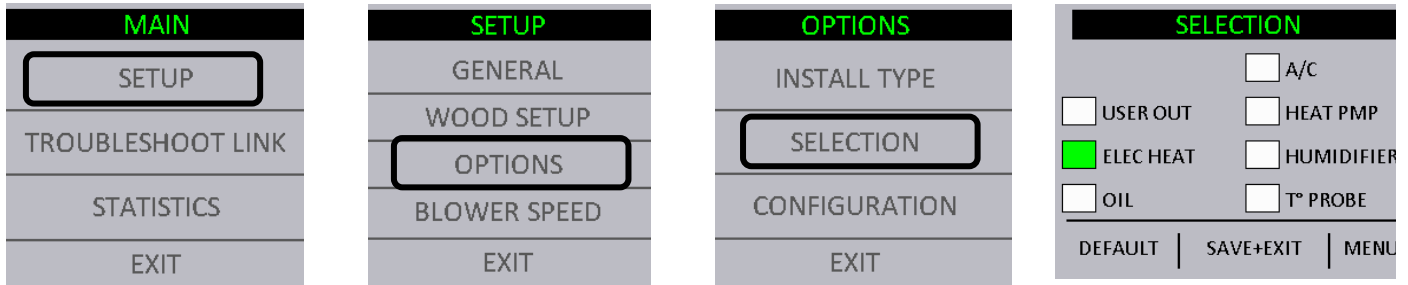 MAIN
SETUP
TROUBLESHOOT LINK
STATISTICS
EXIT
SETUP
GENERAL
WOOD SETUP
OPTIONS
BLOWER SPEED
EXIT
OPTIONS
INSTALL TYPE
SELECTION
CONFIGURATION
EXIT
SELECTION
A/C
USER OUT HEAT PMP
ELEC HEAT HUMIDIFIER
OIL T° PROBE
DEFAULT SAVE+EXIT MENU